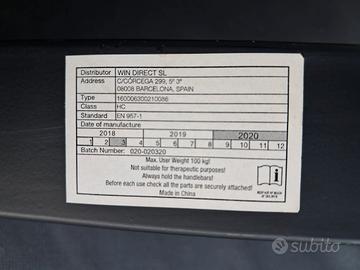 Distributor WIN DIRECT SL
Address C/CÓRCEGA 299, 5º 3ª
08008 BARCELONA, SPAIN
Type 160006300210086
Class HC
Standard EN 957-1
Date of manufacture
2018 2019 2020
1 2 3 4 5 6 7 8 9 10 11 12
Batch Number: 020-020320
Max. User Weight 100 kg!
Not suitable for therapeutic purposes!
Always hold the handlebars!
Before each use check all the parts are securely attached!
Made in China
subito